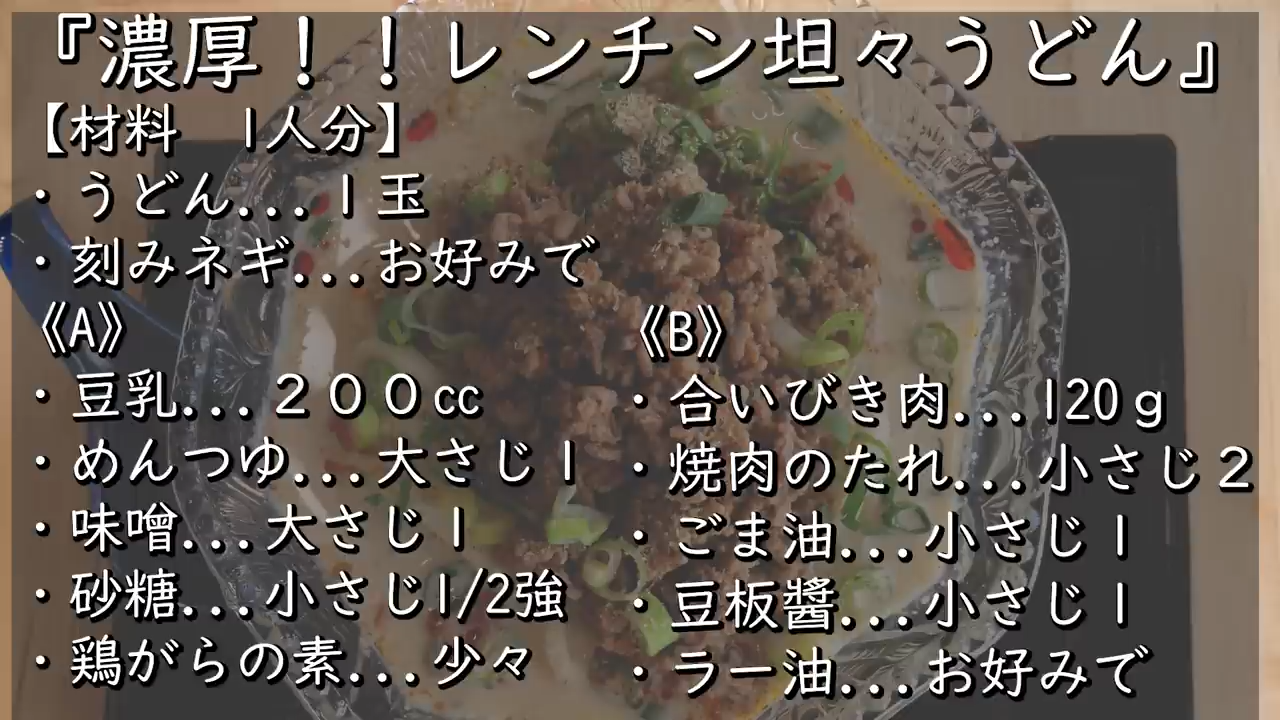 『濃厚！！レンチン坦々うどん』
【材料　1人分】
・うどん...1玉
・刻みネギ...お好みで
《A》
・豆乳...２００cc
・めんつゆ...大さじ1
・味噌...大さじ1
・砂糖...小さじ1/2強
・鶏がらの素...少々
《B》
・合いびき肉...120ｇ
・焼肉のたれ...小さじ２
・ごま油...小さじ1
・豆板醤...小さじ1
・ラー油...お好みで